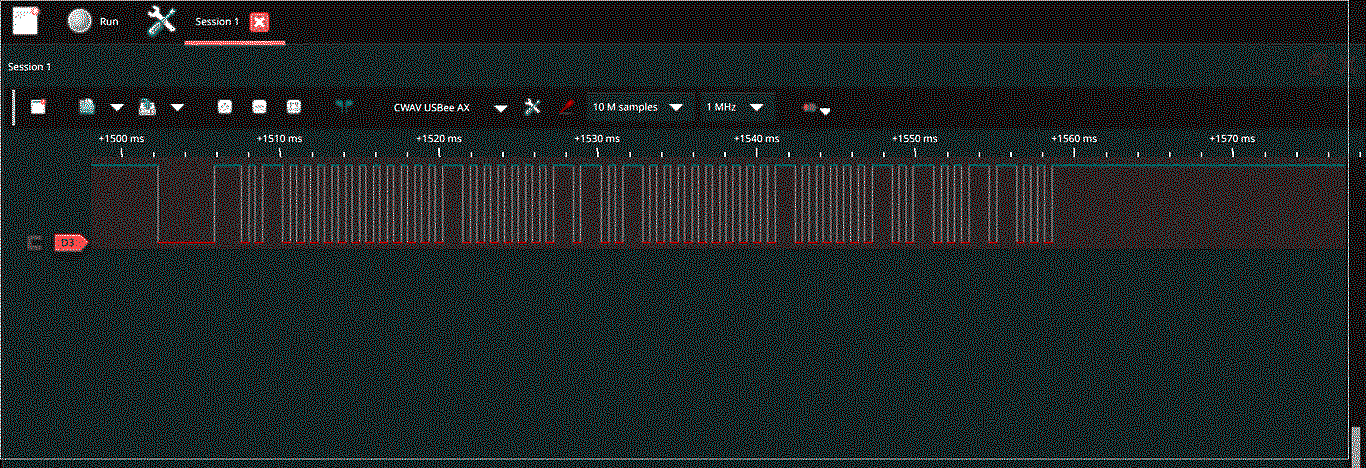 Run
Session 1
Session 1
CWAV USBee AX
10 M samples
1 MHz
+1500 ms
+1510 ms
+1520 ms
+1530 ms
+1540 ms
+1550 ms
+1560 ms
+1570 ms
D3